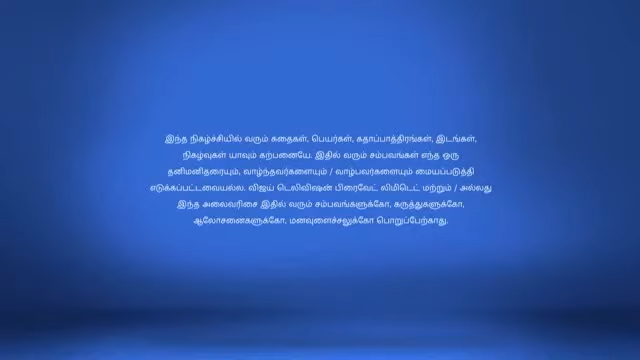 இந்த நிகழ்ச்சியில் வரும் கதைகள், பெயர்கள், கதாப்பாத்திரங்கள், இடங்கள்,
நிகழ்வுகள் யாவும் கற்பனையே. இதில் வரும் சம்பவங்கள் எந்த ஒரு
தனிமனிதரையும், வாழ்ந்தவர்களையும் / வாழ்பவர்களையும் மையப்படுத்தி
எடுக்கப்பட்டவையல்ல. விஜய் டெலிவிஷன் பிரைவேட் லிமிடெட் மற்றும் / அல்லது
இந்த அலைவரிசை இதில் வரும் சம்பவங்களுக்கோ, கருத்துகளுக்கோ,
ஆலோசனைகளுக்கோ, மனவுளைச்சலுக்கோ பொறுப்பேற்காது.